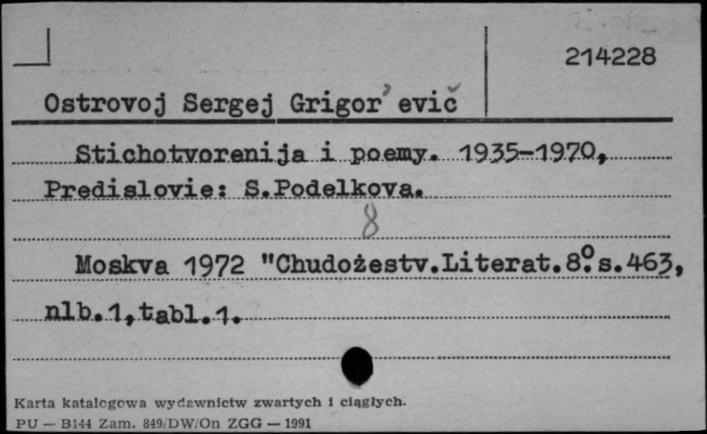 214228
Ostrovoj Sergej Grigor'evič
Stichotvorenija i poemy. 1935-1970,
Predislovie: S.Podelkova.
8
Moskva 1972 "Chudożestv.Literat.8°.s.463,
nlb.1,tabl.1.
Karta katalogowa wydawnictw zwartych i ciągłych.
PU — B144 Zam. 849/DW/On ZGG — 1991